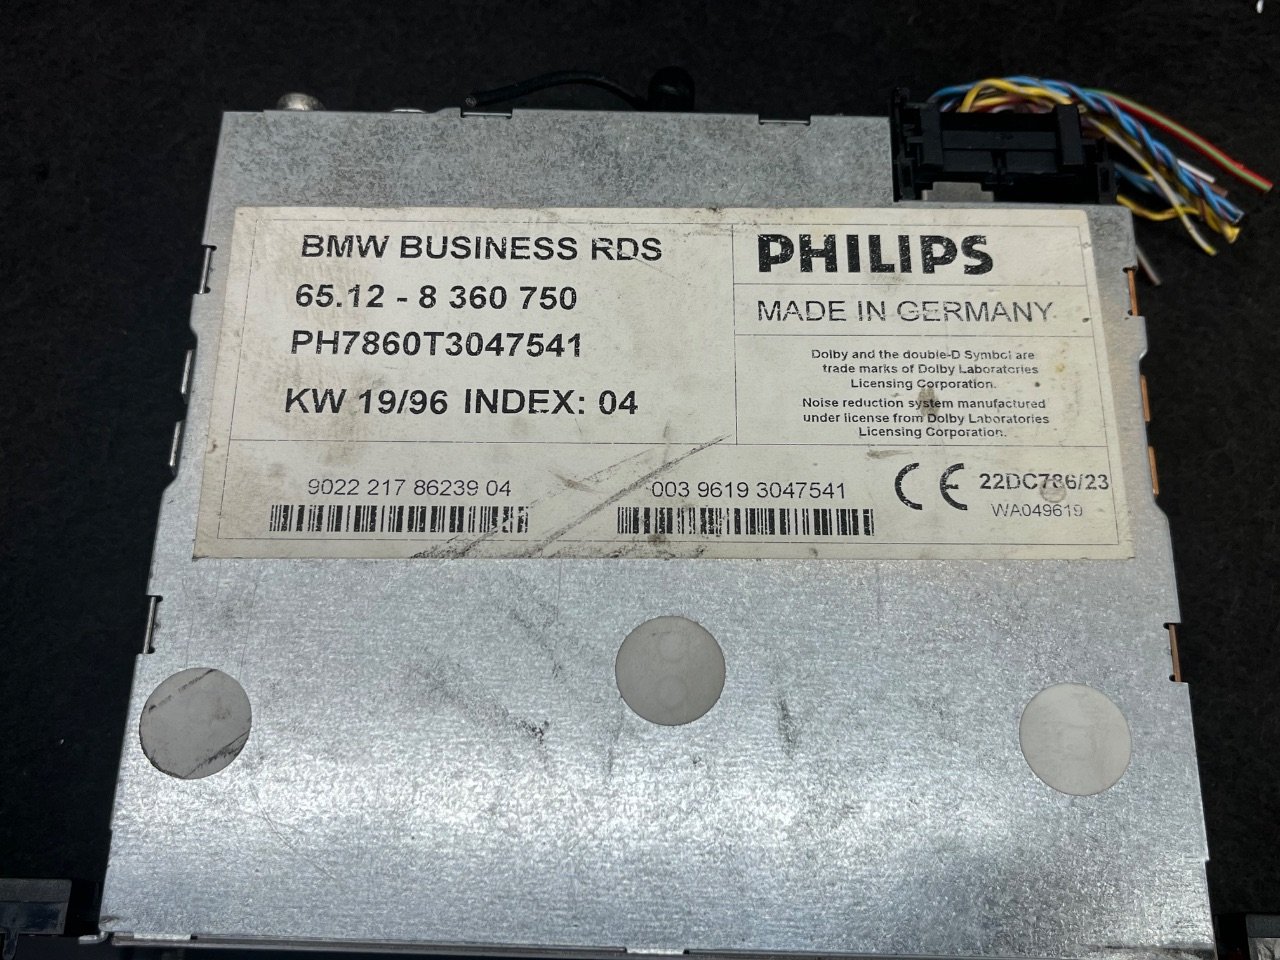 BMW BUSINESS RDS
65.12 - 8 360 750
PH7860T3047541
KW 19/96 INDEX: 04
PHILIPS
MADE IN GERMANY
Dolby and the double-D Symbol are
trade marks of Dolby Laboratories
Licensing Corporation.
Noise reduction system manufactured
under license from Dolby Laboratories
Licensing Corporation.
9022 217 86239 04
003 9619 3047541
CE 22DC786/23
WA049619